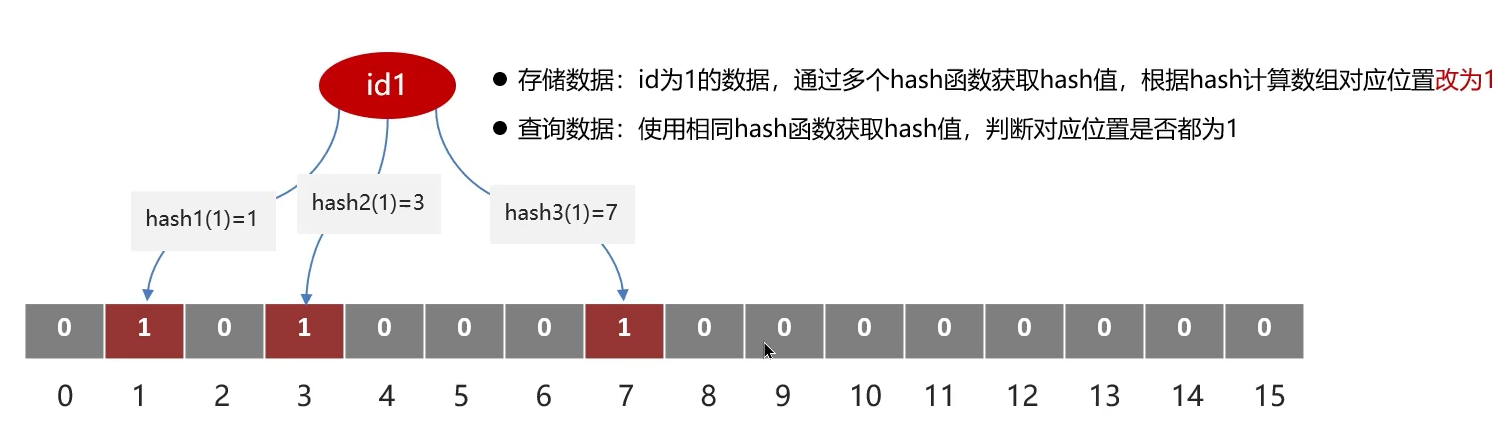 id1
● 存储数据：id为1的数据，通过多个hash函数获取hash值，根据hash计算数组对应位置改为1
● 查询数据：使用相同hash函数获取hash值，判断对应位置是否都为1
hash1(1)=1
hash2(1)=3
hash3(1)=7
0 1 0 1 0 0 0 1 0 0 0 0 0 0 0 0
0 1 2 3 4 5 6 7 8 9 10 11 12 13 14 15